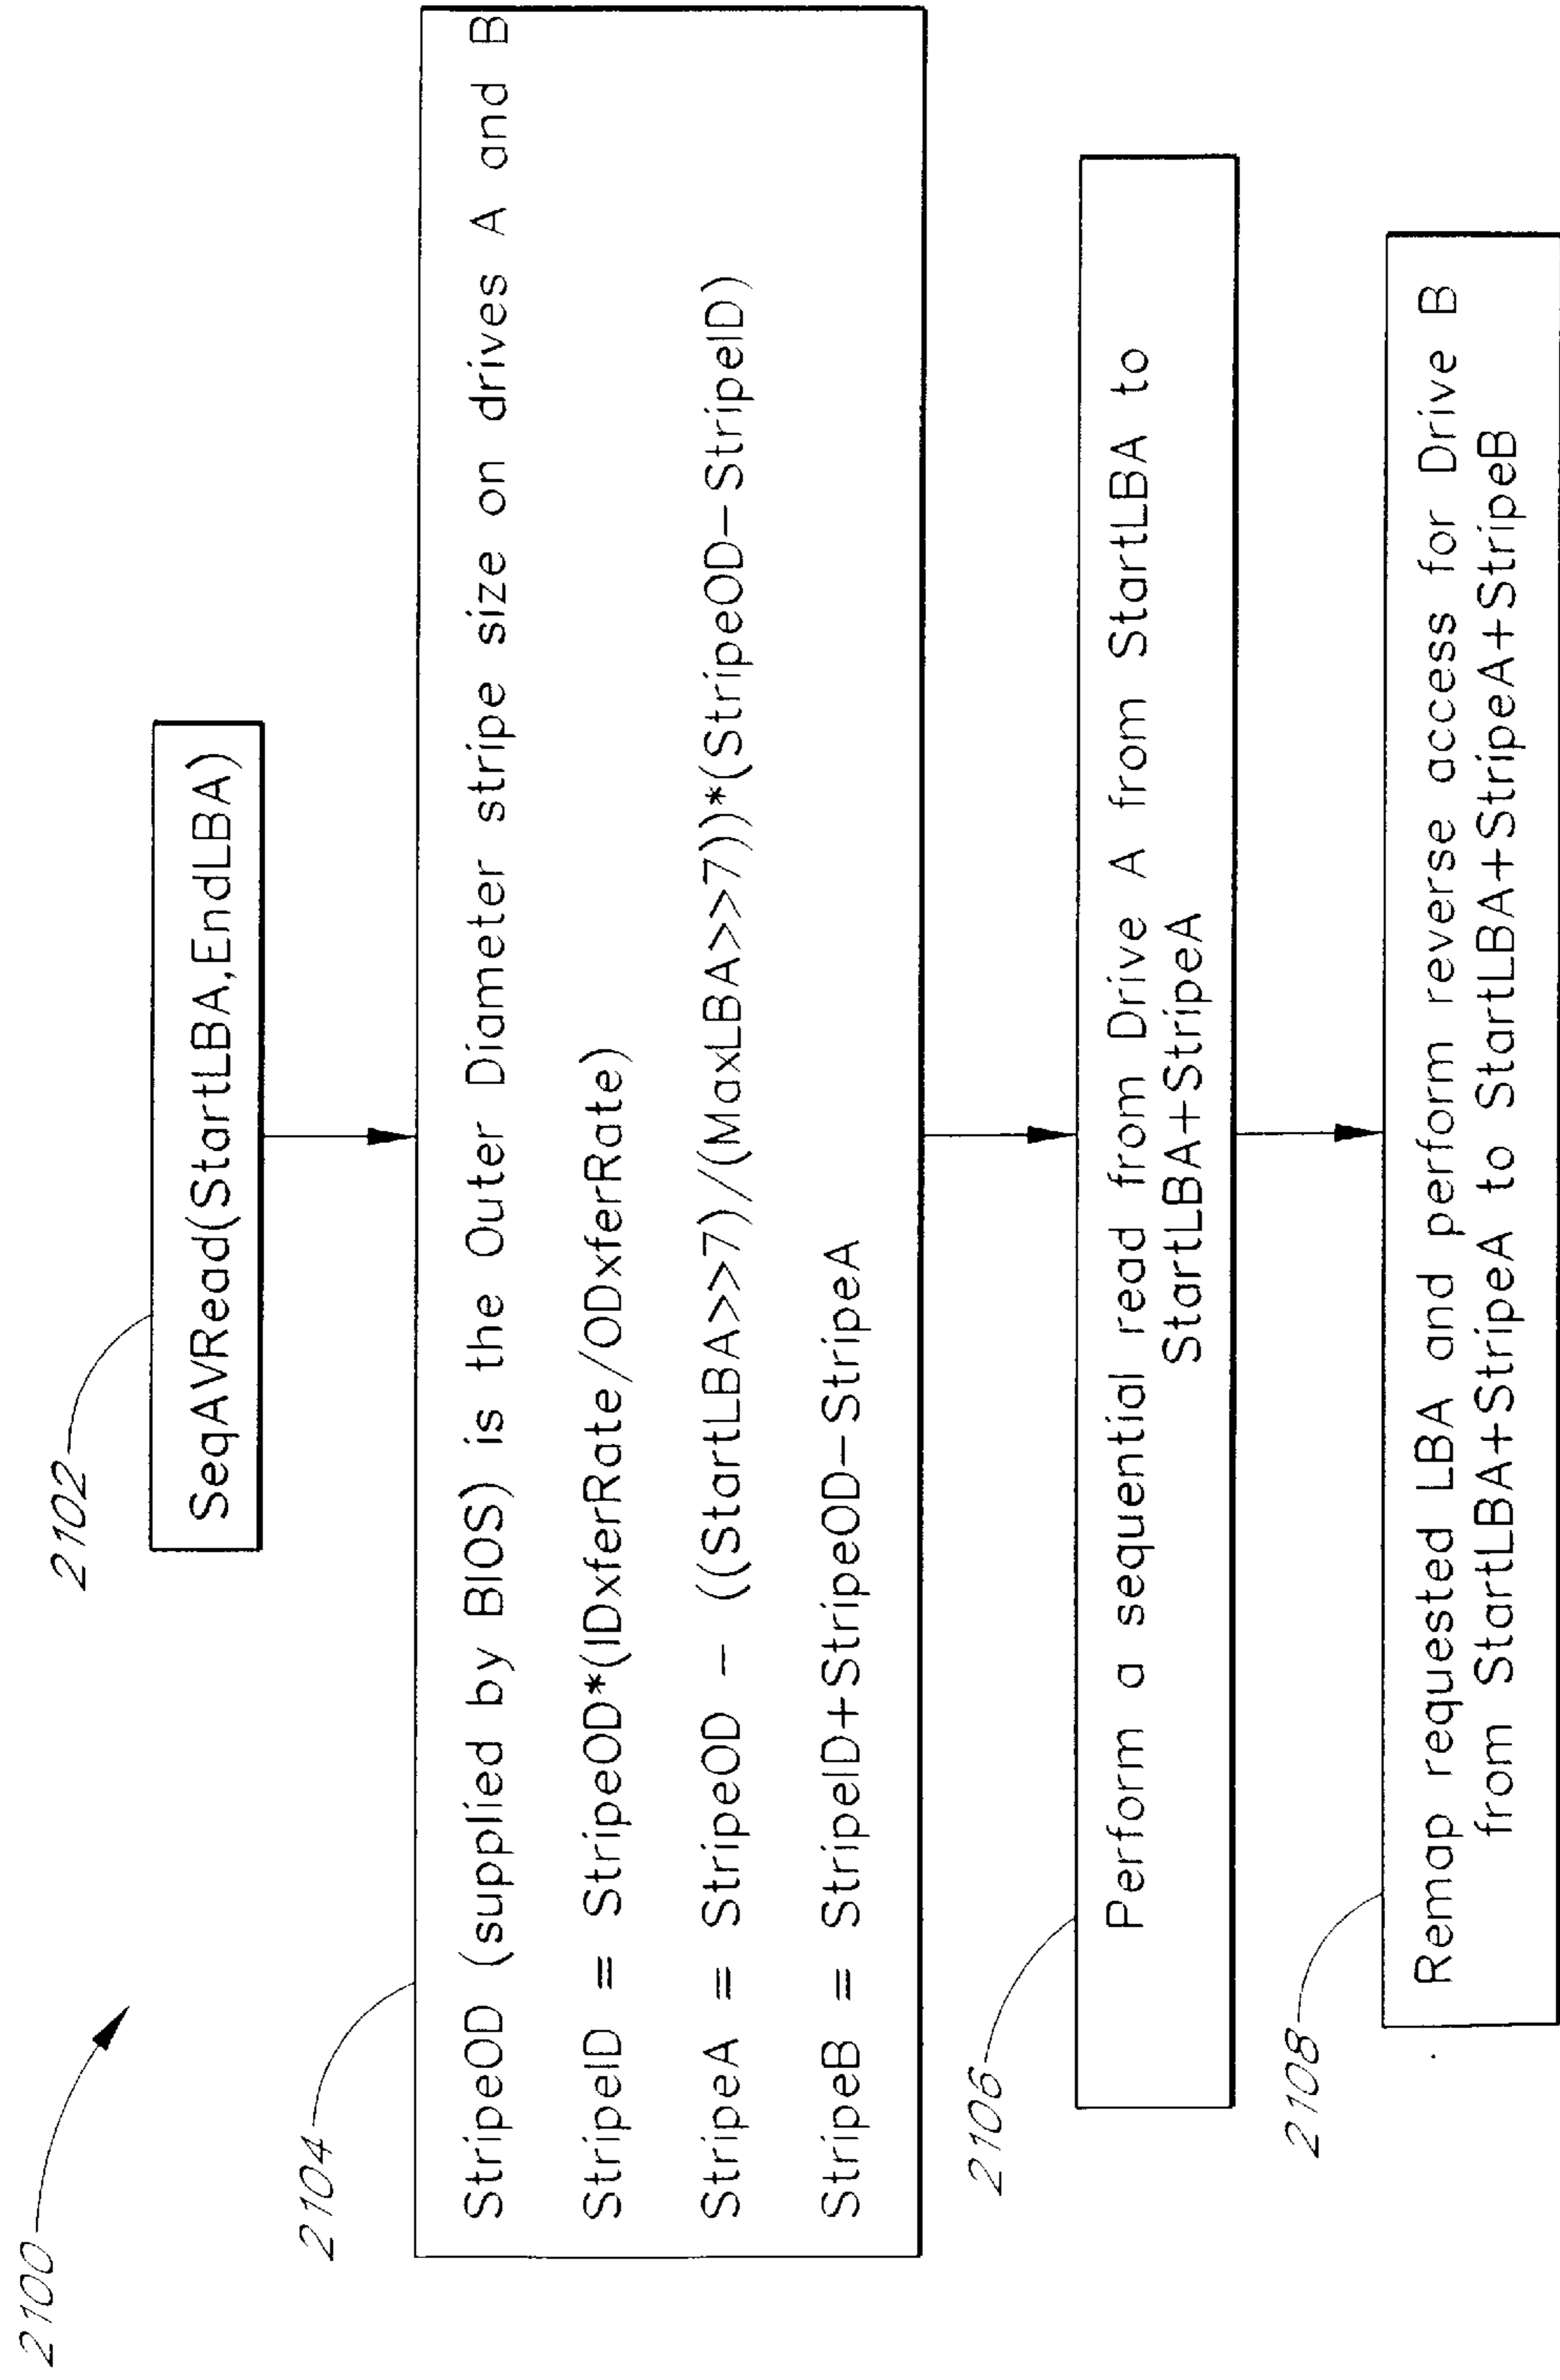 2100
2102
SeqAVRead(StartLBA,EndLBA)
2104
StripeOD (supplied by BIOS) is the Outer Diameter stripe size on drives A and B
StripeID = StripeOD*(IDxferRate/ODxferRate)
StripeA = StripeOD - ((StartLBA>>7)/(MaxLBA>>7))*(StripeOD-StripeID)
StripeB = StripeID+StripeOD-StripeA
2106
Perform a sequential read from Drive A from StartLBA to
StartLBA+StripeA
2108
Remap requested LBA and perform reverse access for Drive B
from StartLBA+StripeA to StartLBA+StripeA+StripeB